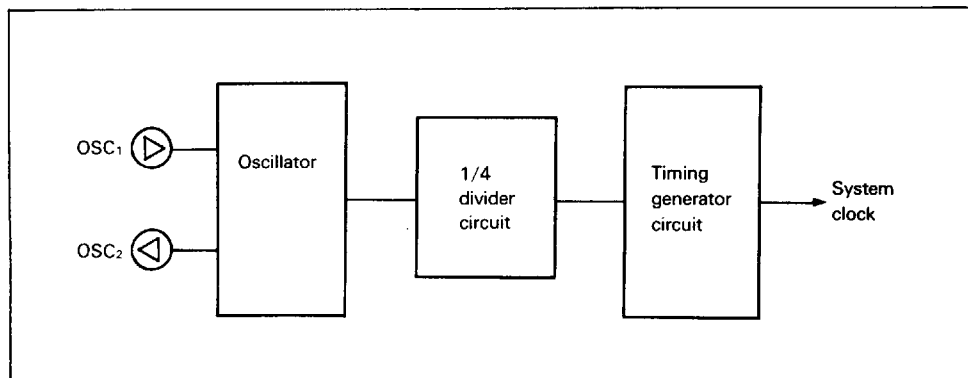 OSC₁
OSC₂
Oscillator
1/4
divider
circuit
Timing
generator
circuit
System
clock